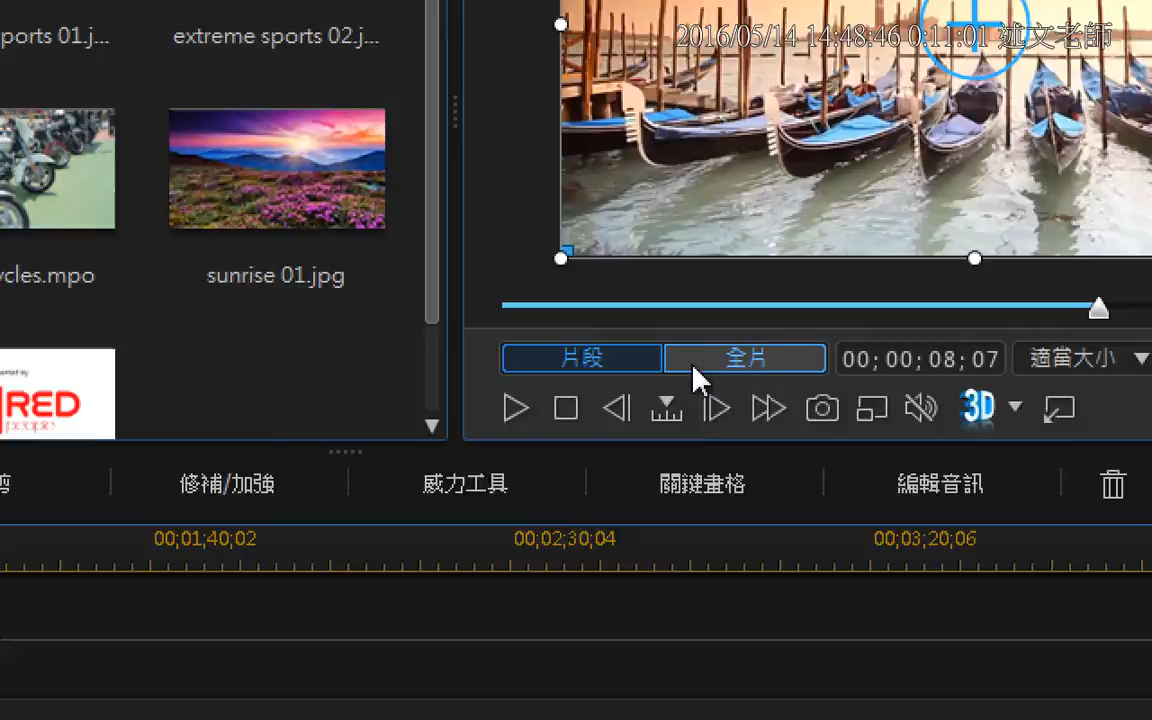 ports 01.j...
extreme sports 02.j...
2016/05/14 14:48:46 0:11:01 述文老師
ycles.mpo
sunrise 01.jpg
RED
people
片段
全片
00;00;08;07
適當大小
3D
剪
修補/加強
威力工具
關鍵畫格
編輯音訊
00;01;40;02
00;02;30;04
00;03;20;06